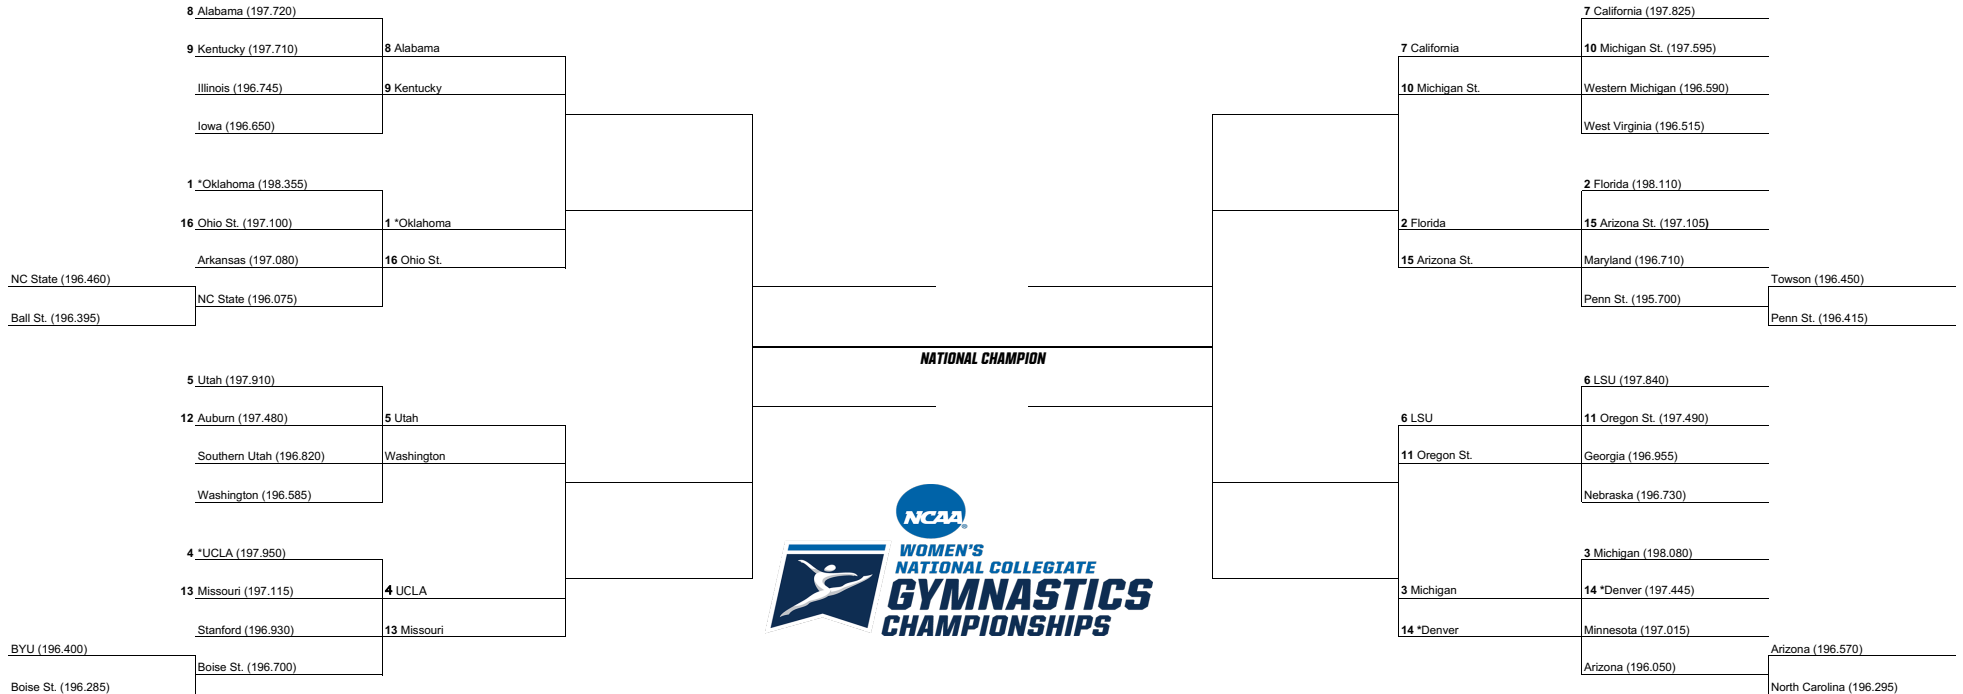 8 Alabama (197.720)
9 Kentucky (197.710)
Illinois (196.745)
Iowa (196.650)
8 Alabama
9 Kentucky
1 *Oklahoma (198.355)
16 Ohio St. (197.100)
Arkansas (197.080)
NC State (196.075)
NC State (196.460)
Ball St. (196.395)
1 *Oklahoma
16 Ohio St.
5 Utah (197.910)
12 Auburn (197.480)
Southern Utah (196.820)
Washington (196.585)
5 Utah
Washington
4 *UCLA (197.950)
13 Missouri (197.115)
Stanford (196.930)
Boise St. (196.700)
BYU (196.400)
Boise St. (196.285)
4 UCLA
13 Missouri
NATIONAL CHAMPION
NCAA
®
WOMEN'S
NATIONAL COLLEGIATE
GYMNASTICS
CHAMPIONSHIPS
7 California
10 Michigan St.
7 California (197.825)
10 Michigan St. (197.595)
Western Michigan (196.590)
West Virginia (196.515)
2 Florida
15 Arizona St.
2 Florida (198.110)
15 Arizona St. (197.105)
Maryland (196.710)
Penn St. (195.700)
Towson (196.450)
Penn St. (196.415)
6 LSU
11 Oregon St.
6 LSU (197.840)
11 Oregon St. (197.490)
Georgia (196.955)
Nebraska (196.730)
3 Michigan
14 *Denver
3 Michigan (198.080)
14 *Denver (197.445)
Minnesota (197.015)
Arizona (196.050)
Arizona (196.570)
North Carolina (196.295)